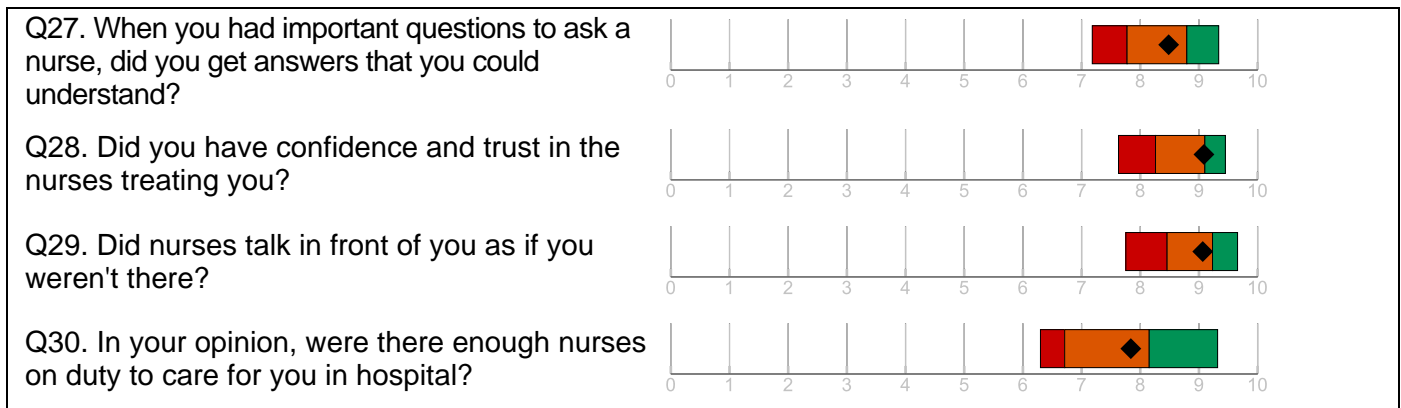 Q27. When you had important questions to ask a
nurse, did you get answers that you could
understand?
0 1 2 3 4 5 6 7 8 9 10
Q28. Did you have confidence and trust in the
nurses treating you?
0 1 2 3 4 5 6 7 8 9 10
Q29. Did nurses talk in front of you as if you
weren't there?
0 1 2 3 4 5 6 7 8 9 10
Q30. In your opinion, were there enough nurses
on duty to care for you in hospital?
0 1 2 3 4 5 6 7 8 9 10